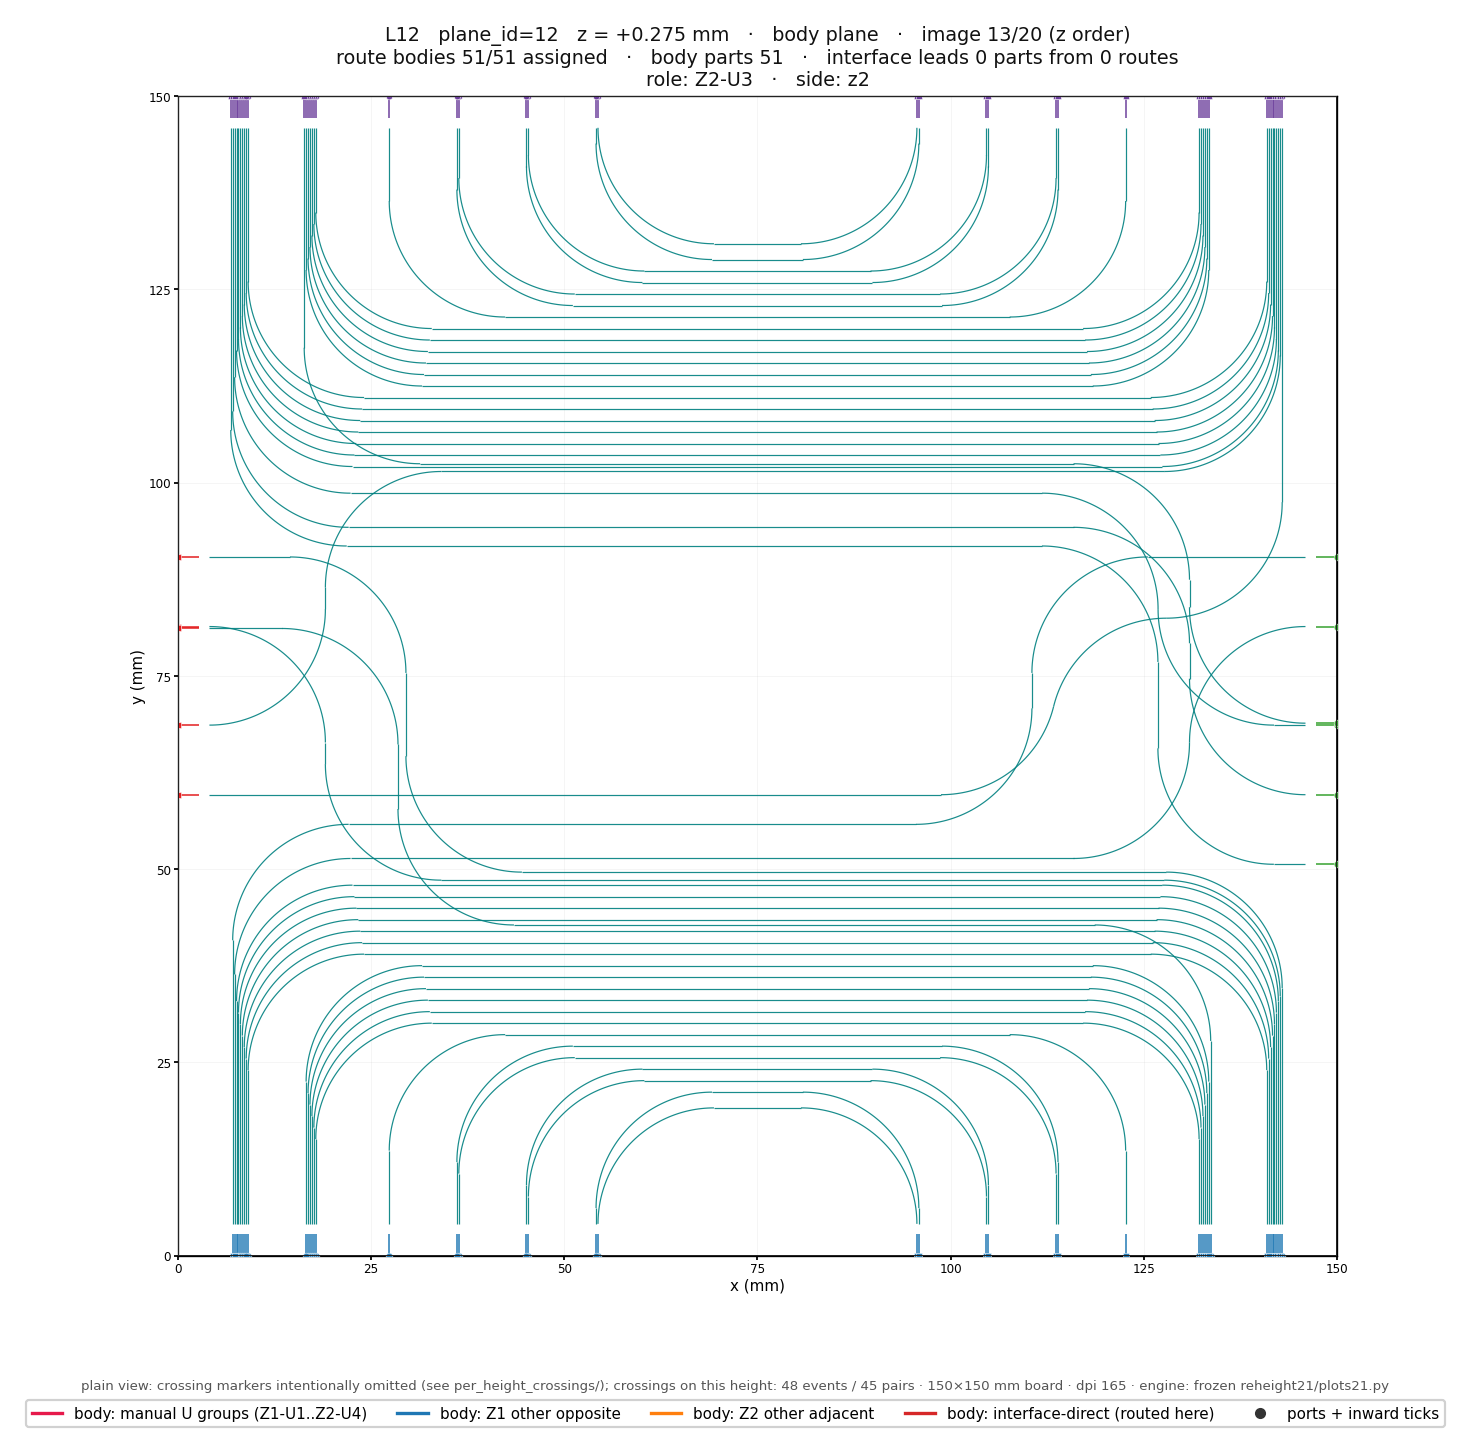 L12   plane_id=12   z = +0.275 mm   ·   body plane   ·   image 13/20 (z order)
route bodies 51/51 assigned   ·   body parts 51   ·   interface leads 0 parts from 0 routes
role: Z2-U3   ·   side: z2
150
125
100
75
50
25
0
y (mm)
0 25 50 75 100 125 150
x (mm)
plain view: crossing markers intentionally omitted (see per_height_crossings/); crossings on this height: 48 events / 45 pairs · 150×150 mm board · dpi 165 · engine: frozen reheight21/plots21.py
body: manual U groups (Z1-U1..Z2-U4) body: Z1 other opposite body: Z2 other adjacent body: interface-direct (routed here) ports + inward ticks